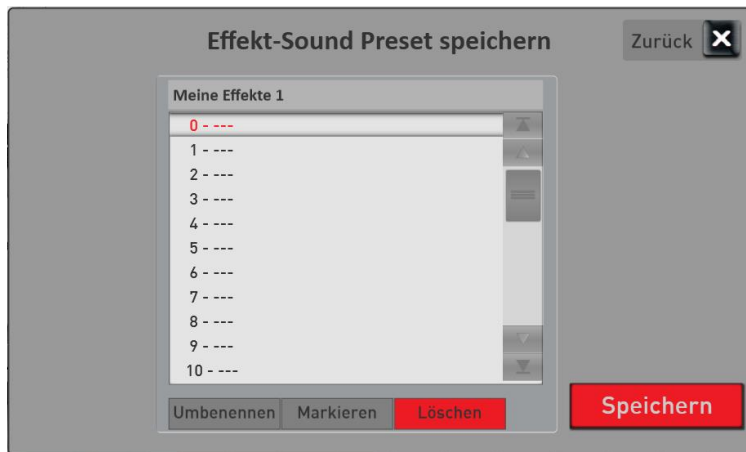 Effekt-Sound Preset speichern
Zurück
Meine Effekte 1
0 - ---
1 - ---
2 - ---
3 - ---
4 - ---
5 - ---
6 - ---
7 - ---
8 - ---
9 - ---
10 - ---
Umbenennen Markieren Löschen
Speichern